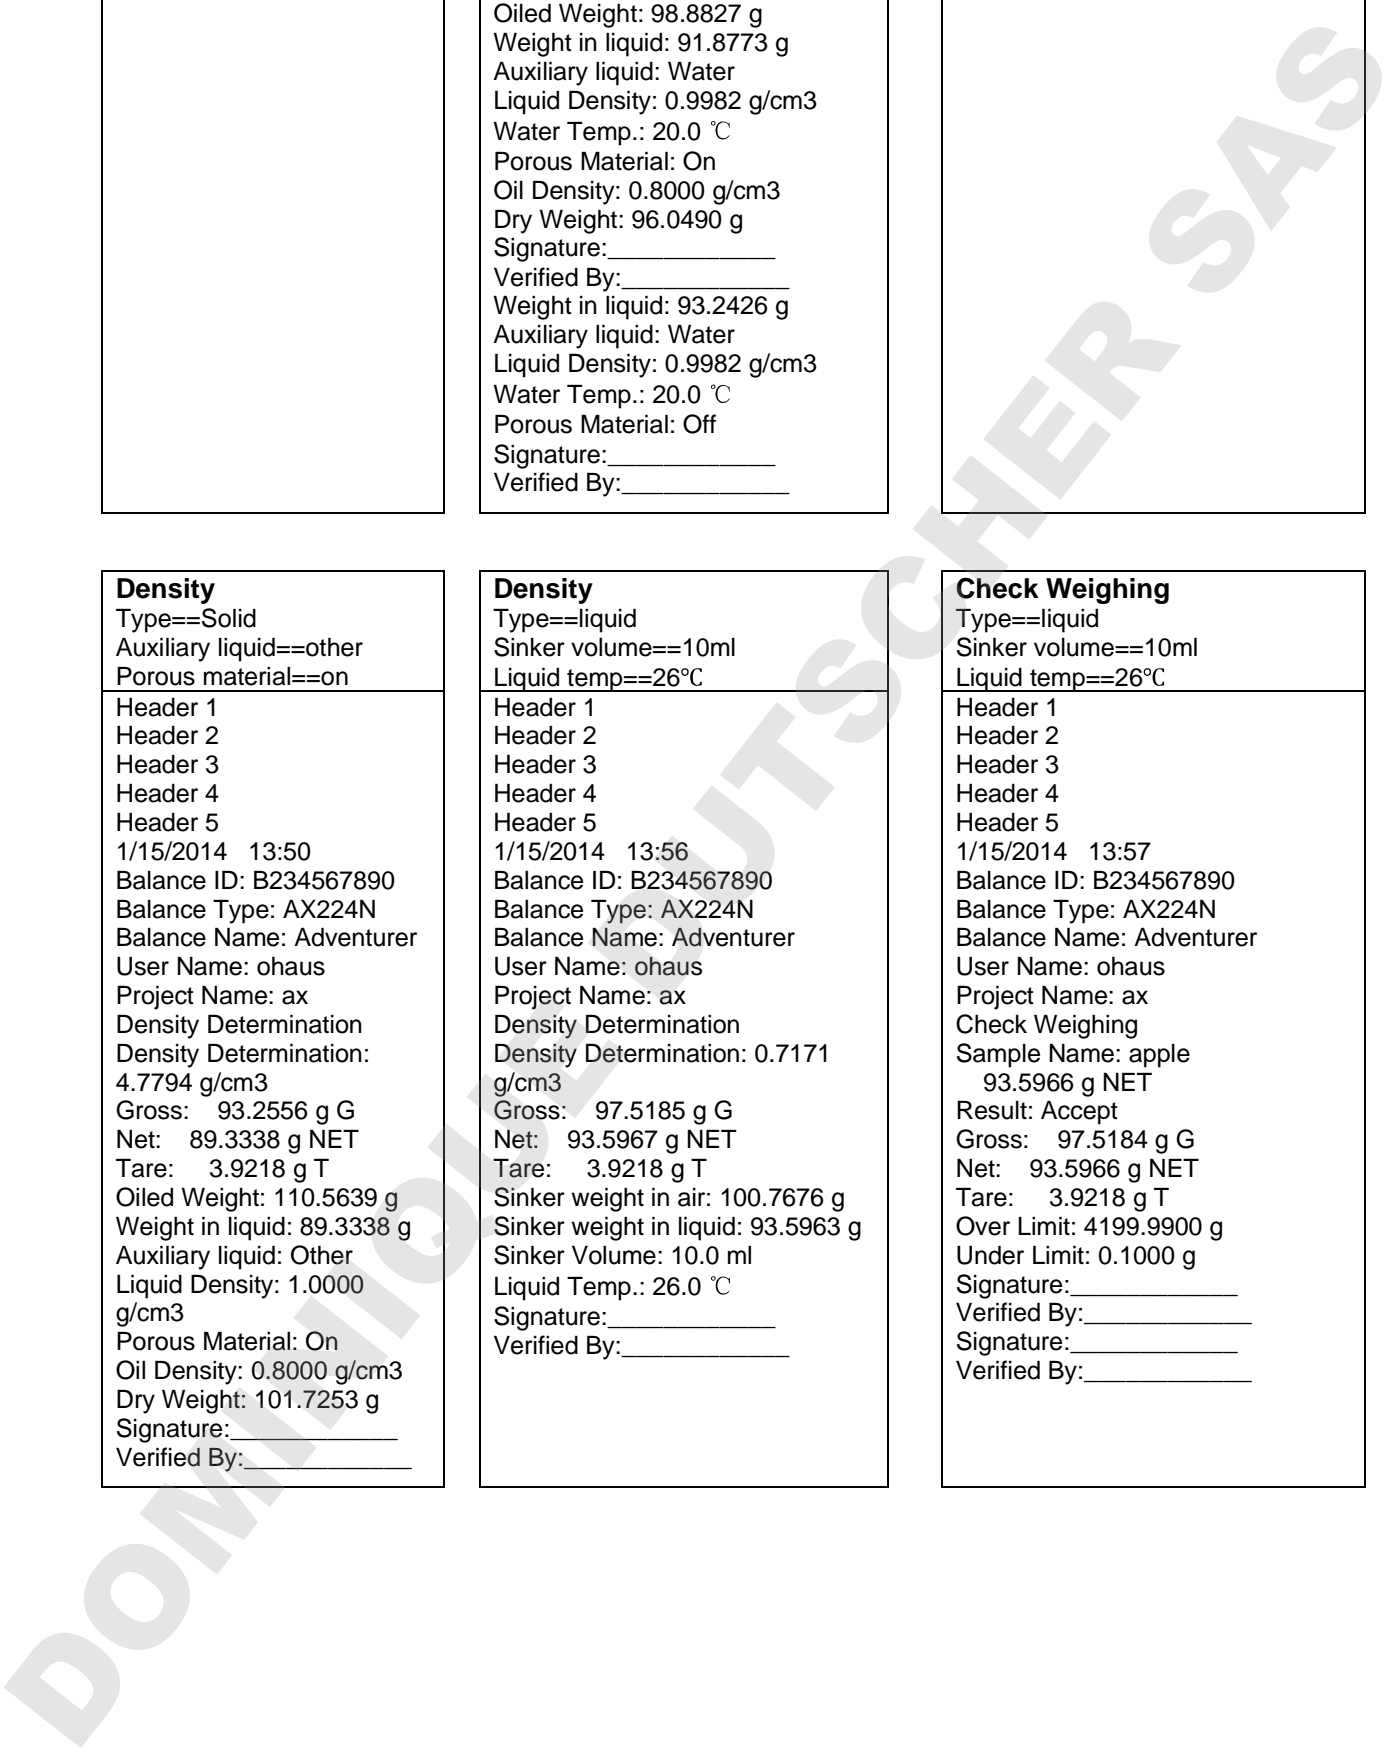 Oiled Weight: 98.8827 g
Weight in liquid: 91.8773 g
Auxiliary liquid: Water
Liquid Density: 0.9982 g/cm3
Water Temp.: 20.0 ℃
Porous Material: On
Oil Density: 0.8000 g/cm3
Dry Weight: 96.0490 g
Signature:____________
Verified By:____________
Weight in liquid: 93.2426 g
Auxiliary liquid: Water
Liquid Density: 0.9982 g/cm3
Water Temp.: 20.0 ℃
Porous Material: Off
Signature:____________
Verified By:____________
Density
Type==Solid
Auxiliary liquid==other
Porous material==on
Header 1
Header 2
Header 3
Header 4
Header 5
1/15/2014 13:50
Balance ID: B234567890
Balance Type: AX224N
Balance Name: Adventurer
User Name: ohaus
Project Name: ax
Density Determination
Density Determination:
4.7794 g/cm3
Gross: 93.2556 g G
Net: 89.3338 g NET
Tare: 3.9218 g T
Oiled Weight: 110.5639 g
Weight in liquid: 89.3338 g
Auxiliary liquid: Other
Liquid Density: 1.0000
g/cm3
Porous Material: On
Oil Density: 0.8000 g/cm3
Dry Weight: 101.7253 g
Signature:____________
Verified By:____________
Density
Type==liquid
Sinker volume==10ml
Liquid temp==26℃
Header 1
Header 2
Header 3
Header 4
Header 5
1/15/2014 13:56
Balance ID: B234567890
Balance Type: AX224N
Balance Name: Adventurer
User Name: ohaus
Project Name: ax
Density Determination
Density Determination: 0.7171
g/cm3
Gross: 97.5185 g G
Net: 93.5967 g NET
Tare: 3.9218 g T
Sinker weight in air: 100.7676 g
Sinker weight in liquid: 93.5963 g
Sinker Volume: 10.0 ml
Liquid Temp.: 26.0 ℃
Signature:____________
Verified By:____________
Check Weighing
Type==liquid
Sinker volume==10ml
Liquid temp==26℃
Header 1
Header 2
Header 3
Header 4
Header 5
1/15/2014 13:57
Balance ID: B234567890
Balance Type: AX224N
Balance Name: Adventurer
User Name: ohaus
Project Name: ax
Check Weighing
Sample Name: apple
93.5966 g NET
Result: Accept
Gross: 97.5184 g G
Net: 93.5966 g NET
Tare: 3.9218 g T
Over Limit: 4199.9900 g
Under Limit: 0.1000 g
Signature:____________
Verified By:____________
Signature:____________
Verified By:____________
DOMINIQUE DUTSCHER SAS